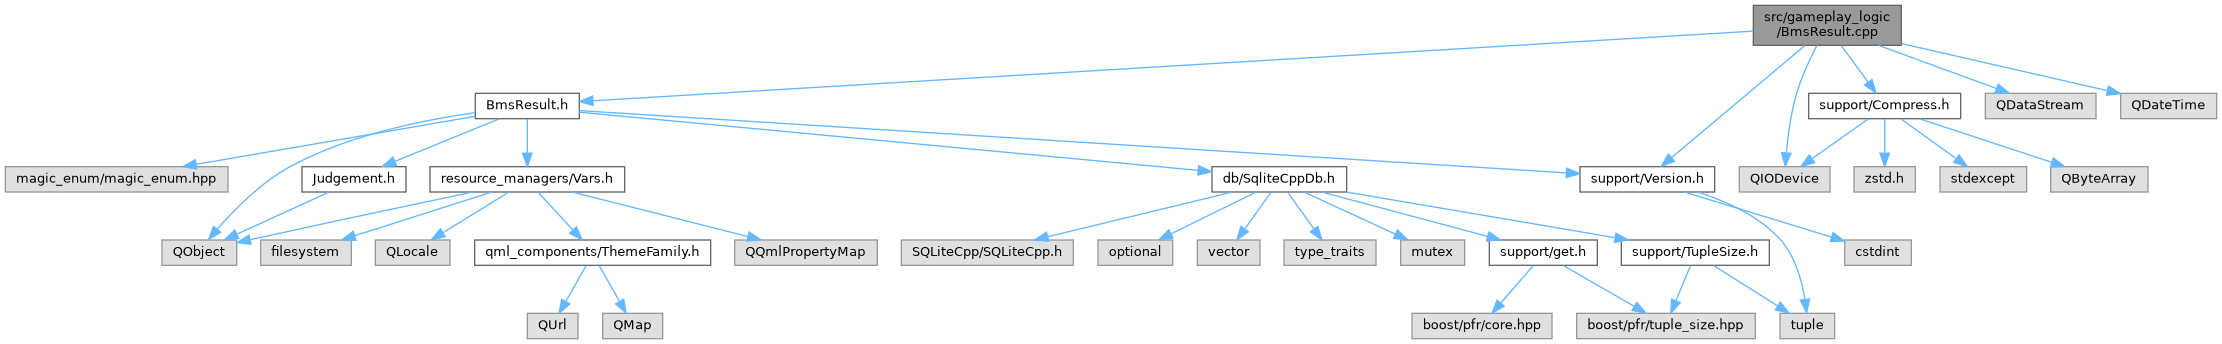 src/gameplay_logic
/BmsResult.cpp
BmsResult.h
support/Compress.h
QDataStream
QDateTime
magic_enum/magic_enum.hpp
Judgement.h
resource_managers/Vars.h
db/SqliteCppDb.h
support/Version.h
QIODevice
zstd.h
stdexcept
QByteArray
QObject
filesystem
QLocale
qml_components/ThemeFamily.h
QQmlPropertyMap
SQLiteCpp/SQLiteCpp.h
optional
vector
type_traits
mutex
support/get.h
support/TupleSize.h
cstdint
QUrl
QMap
boost/pfr/core.hpp
boost/pfr/tuple_size.hpp
tuple